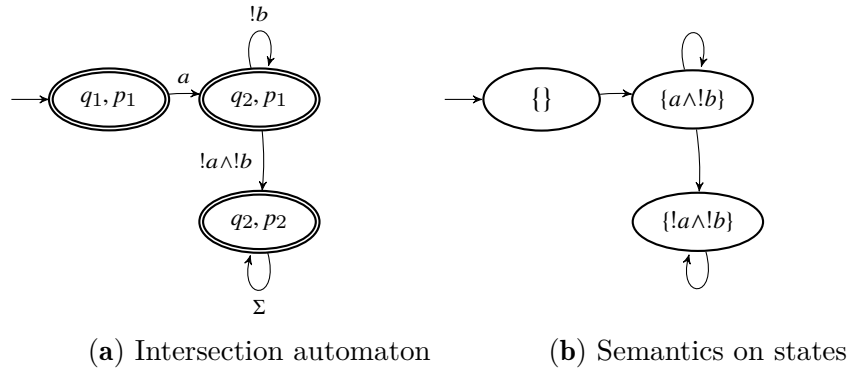 !b
a
q₁, p₁
q₂, p₁
{}
{a∧!b}
!a∧!b
q₂, p₂
{!a∧!b}
Σ
(a) Intersection automaton
(b) Semantics on states